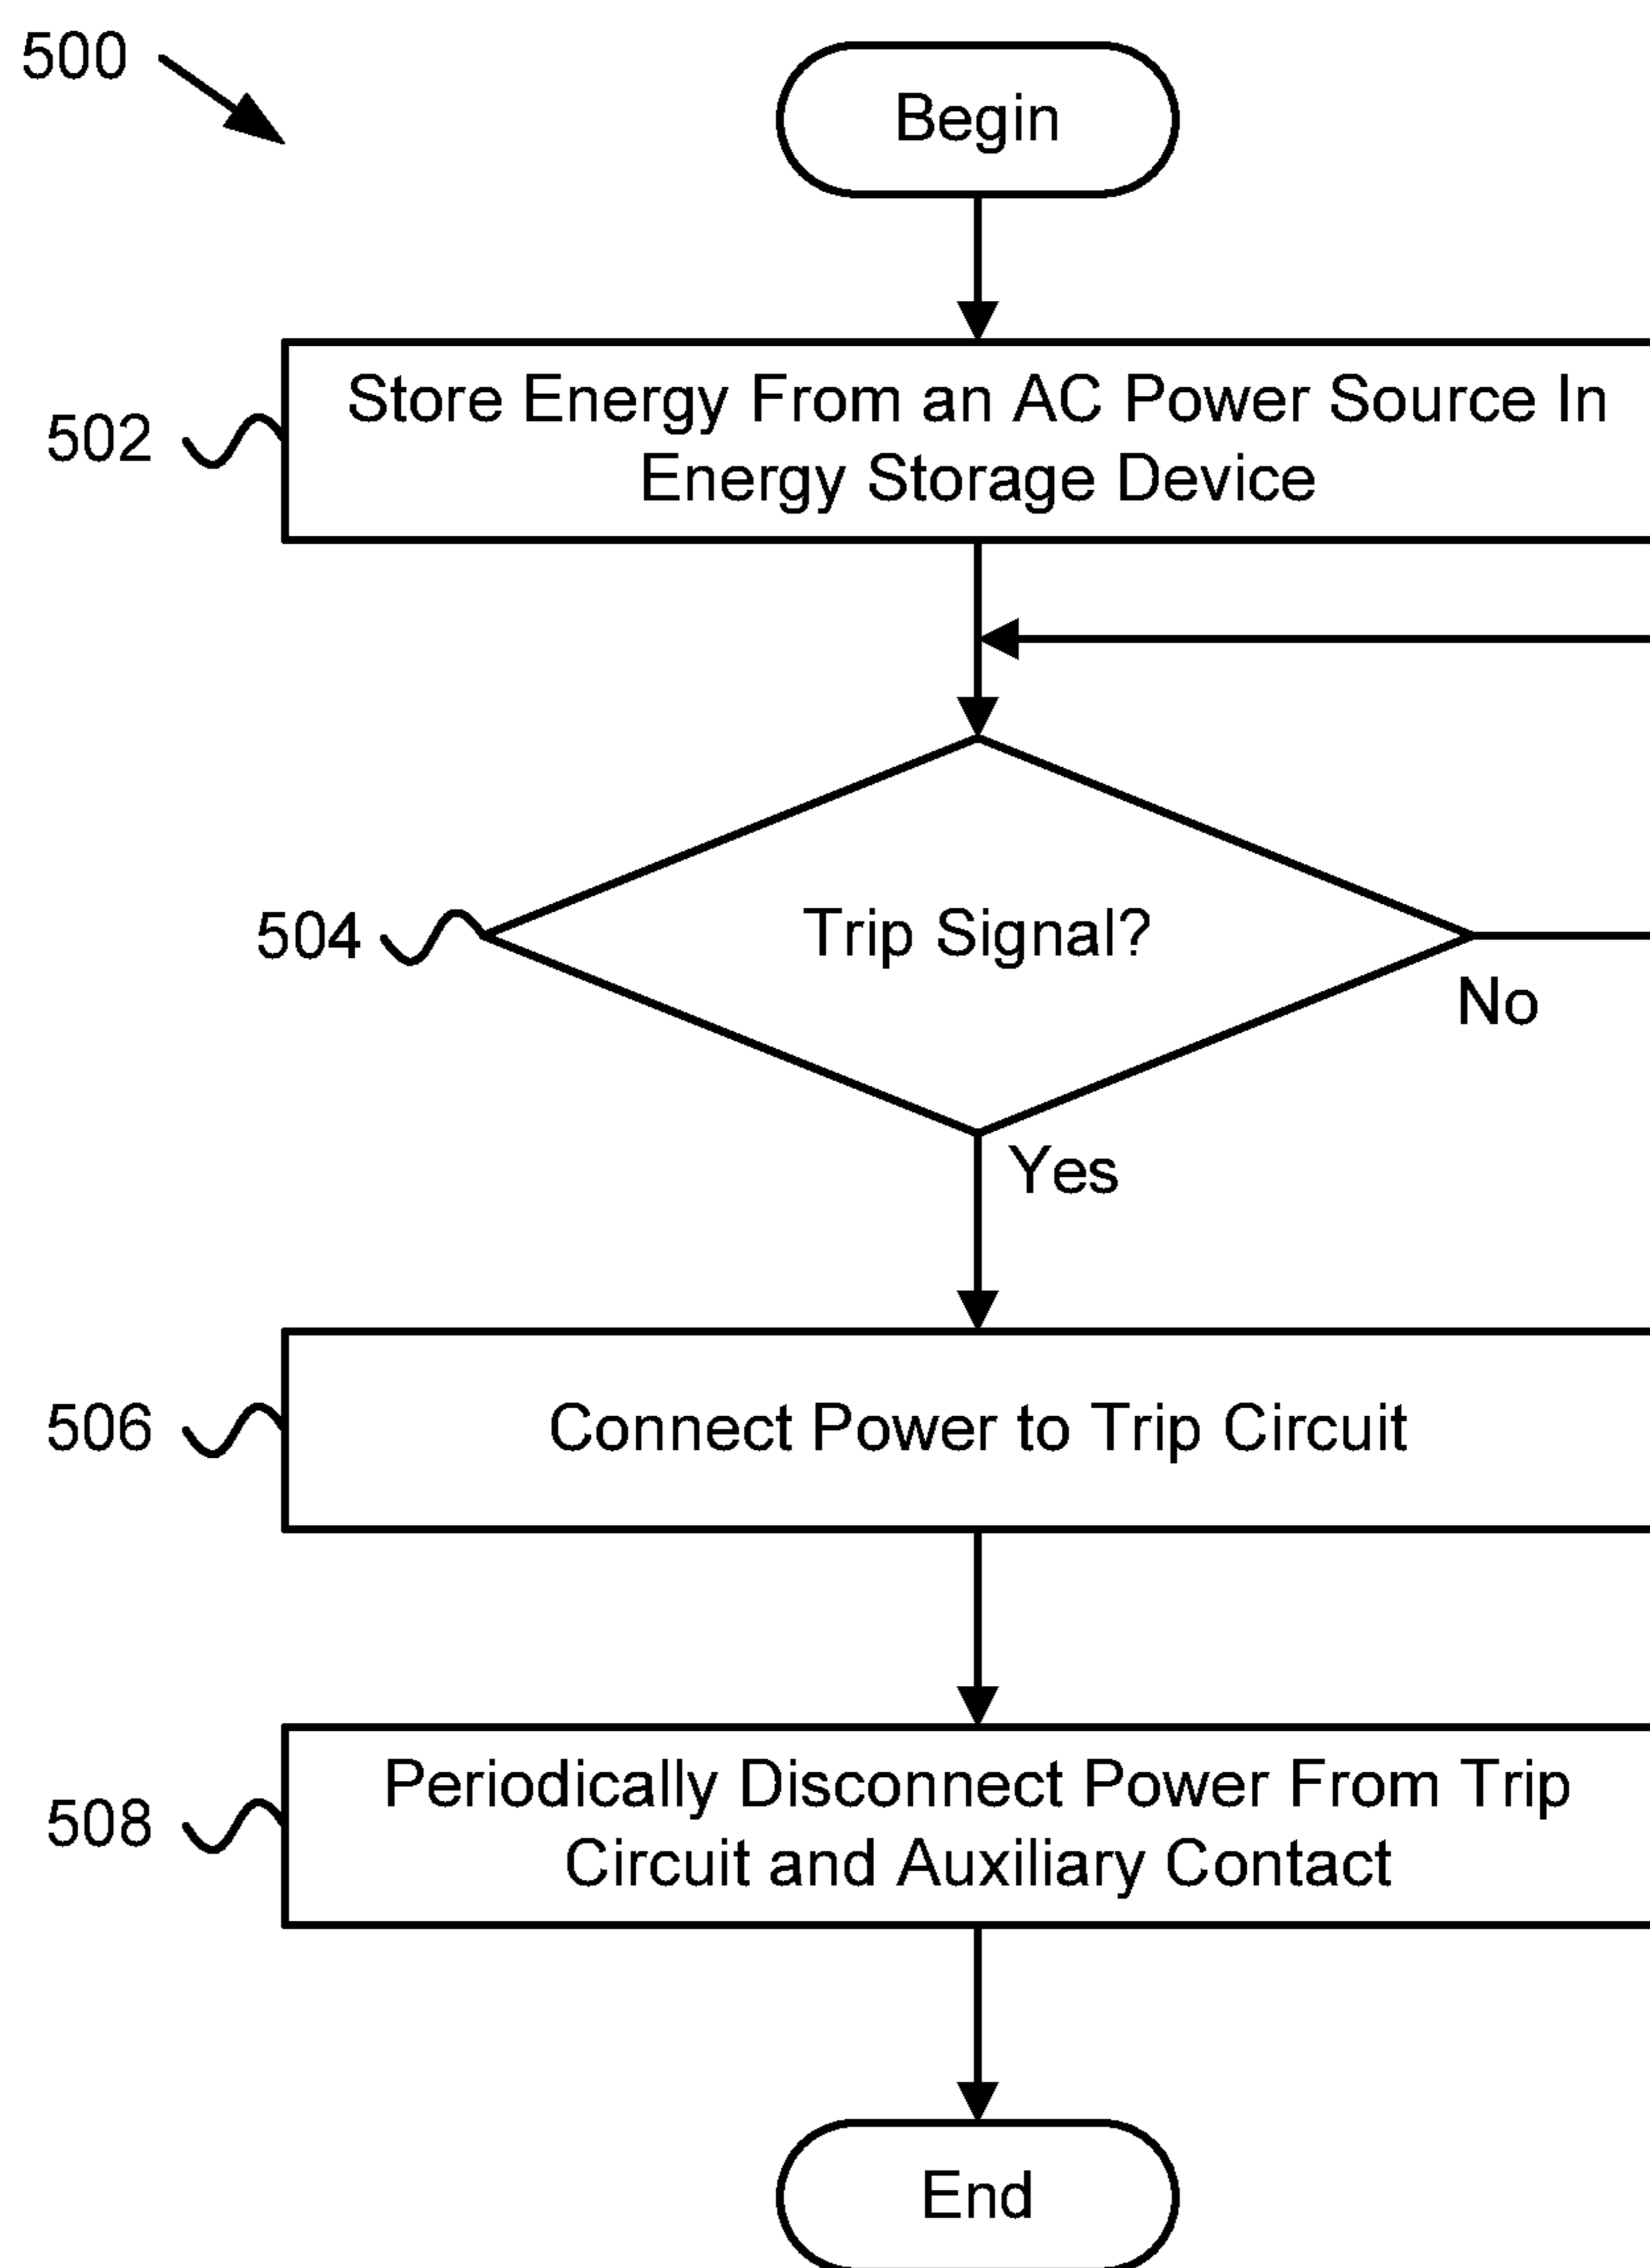 500
Begin
502
Store Energy From an AC Power Source In
Energy Storage Device
504
Trip Signal?
No
Yes
506
Connect Power to Trip Circuit
508
Periodically Disconnect Power From Trip
Circuit and Auxiliary Contact
End